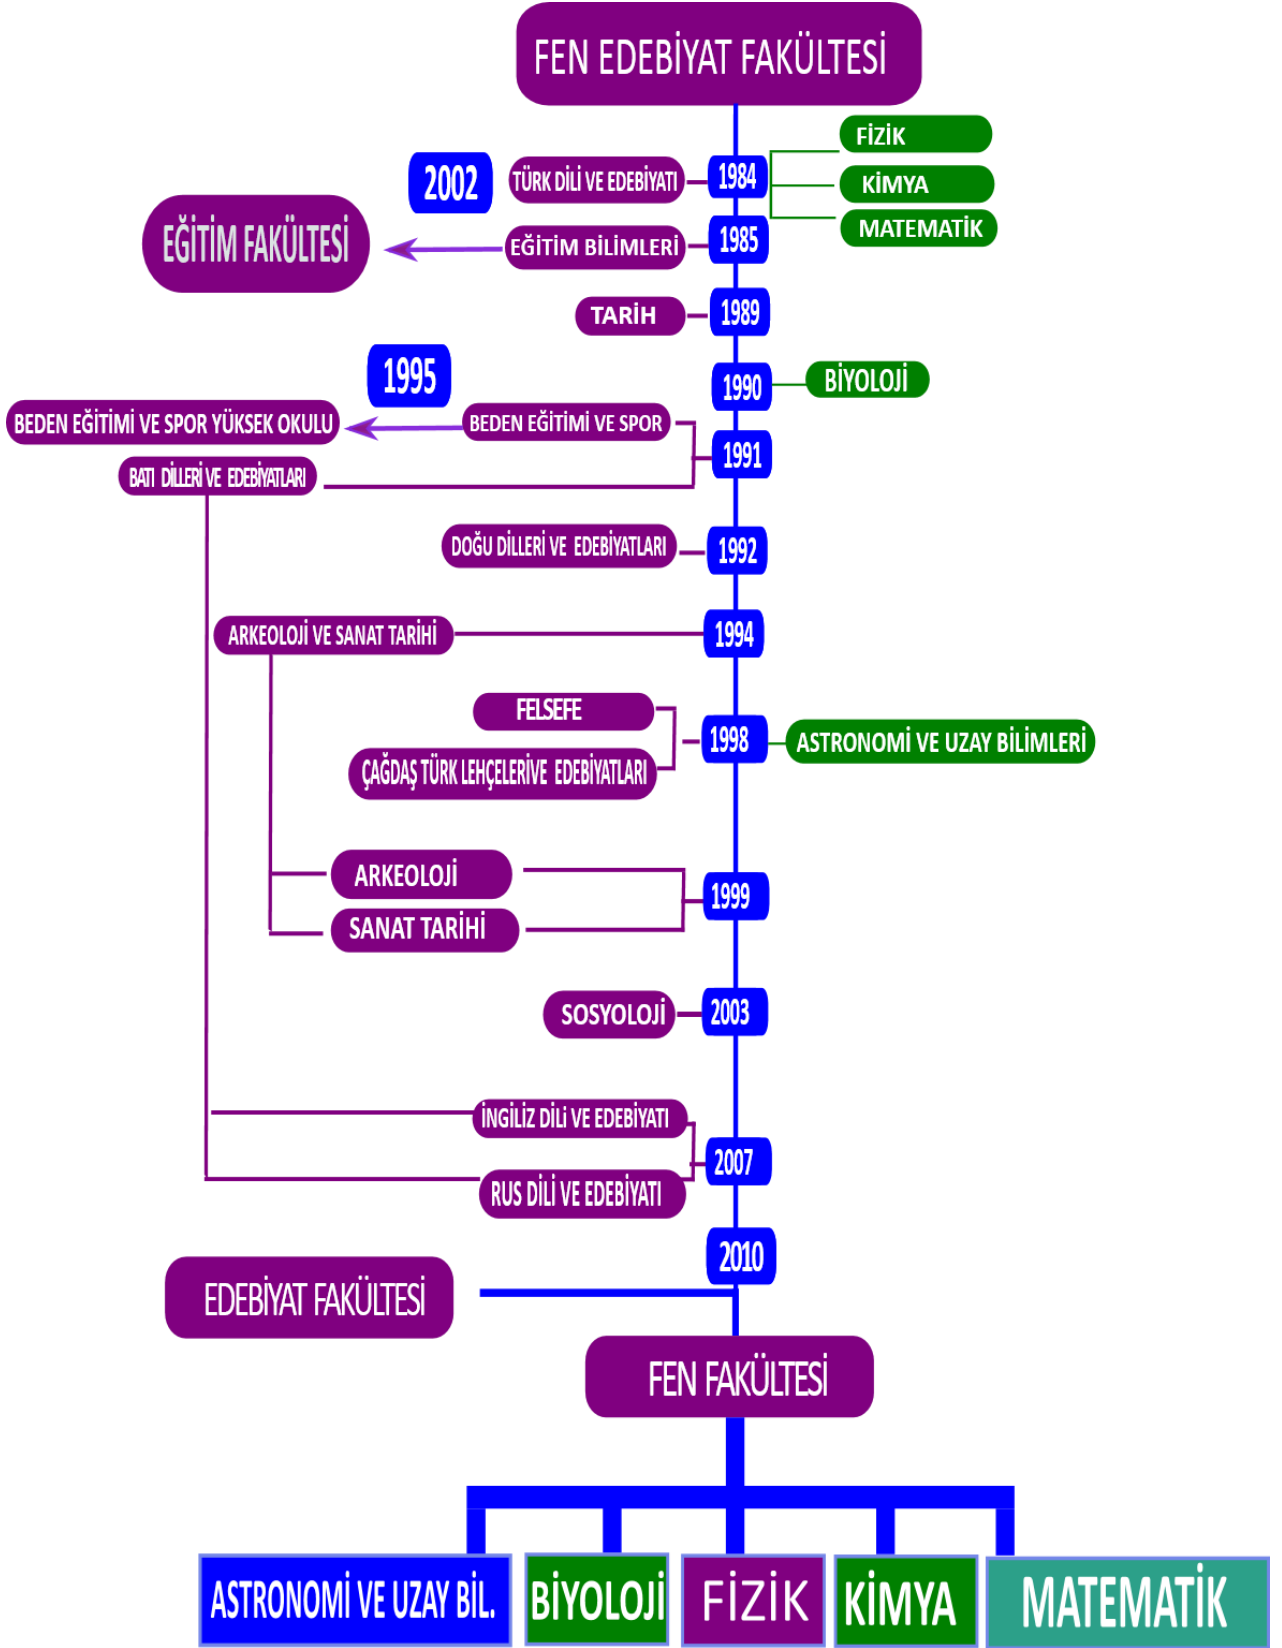 FEN EDEBİYAT FAKÜLTESİ
FİZİK
2002
TÜRK DİLİ VE EDEBİYATI
1984
KİMYA
MATEMATİK
EĞİTİM FAKÜLTESİ
EĞİTİM BİLİMLERİ
1985
TARİH
1989
1995
1990
BİYOLOJİ
BEDEN EĞİTİMİ VE SPOR YÜKSEK OKULU
BEDEN EĞİTİMİ VE SPOR
1991
BATI DİLLERİ VE EDEBİYATLARI
DOĞU DİLLERİ VE EDEBİYATLARI
1992
ARKEOLOJİ VE SANAT TARİHİ
1994
FELSEFE
1998
ASTRONOMİ VE UZAY BİLİMLERİ
ÇAĞDAŞ TÜRK LEHÇELERİVE EDEBİYATLARI
ARKEOLOJİ
1999
SANAT TARİHİ
SOSYOLOJİ
2003
İNGİLİZ DİLi VE EDEBİYATI
2007
RUS DİLİ VE EDEBİYATI
2010
EDEBİYAT FAKÜLTESİ
FEN FAKÜLTESİ
ASTRONOMİ VE UZAY BİL.
BİYOLOJİ
FİZİK
KİMYA
MATEMATİK